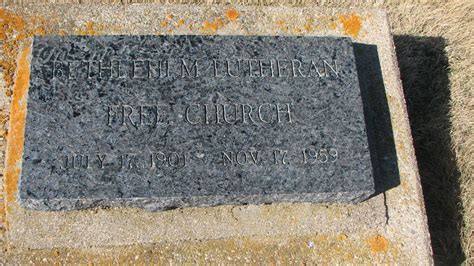 BETHLEHEM LUTHERAN
FREE CHURCH
JULY 17, 1901 NOV. 17, 1959